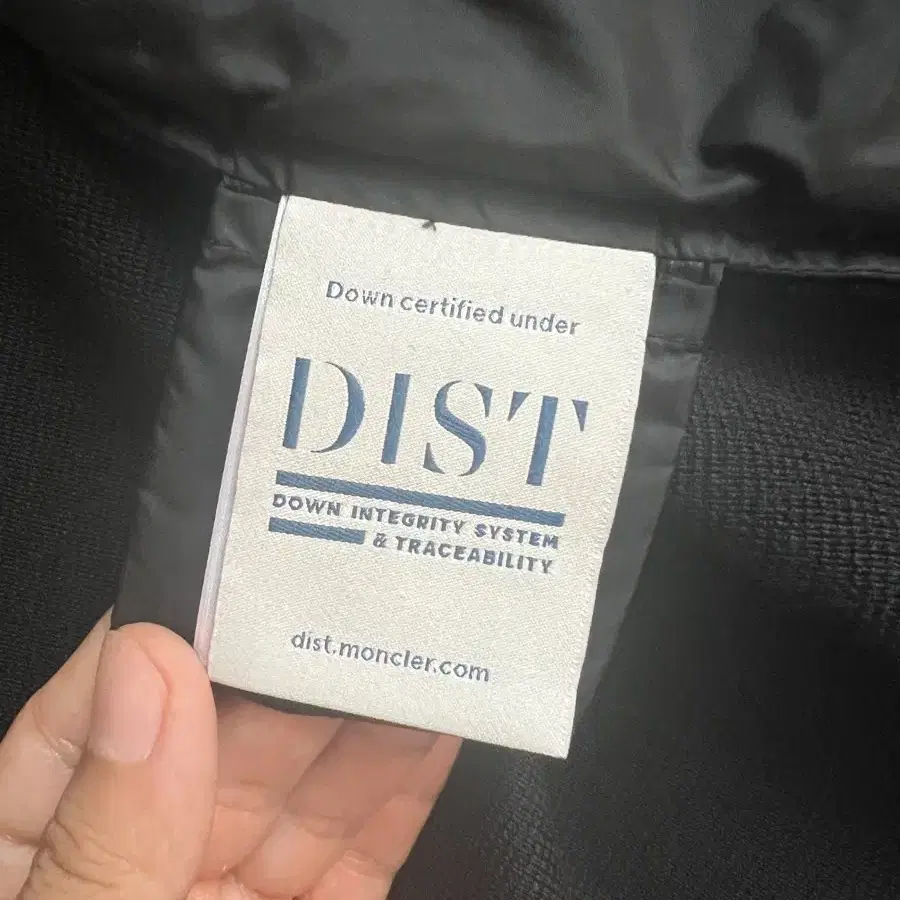 Down certified under
DIST
DOWN INTEGRITY SYSTEM
& TRACEABILITY
dist.moncler.com